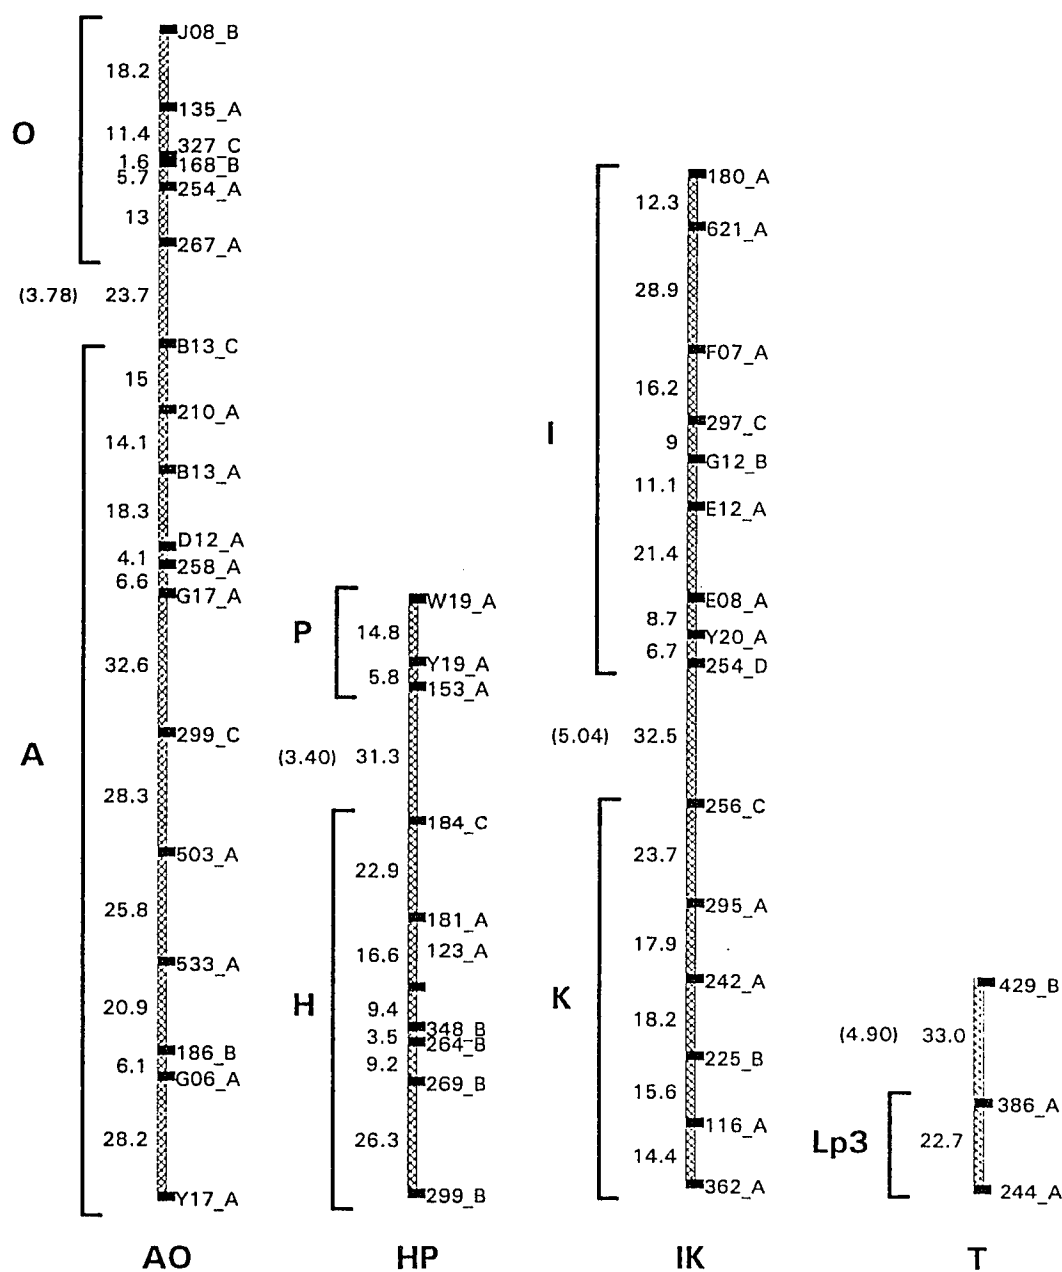 O
J08_B
18.2
135_A
11.4
327_C
1.6
168_B
5.7
254_A
13
267_A
(3.78) 23.7
A
B13_C
15
210_A
14.1
B13_A
18.3
D12_A
4.1
258_A
6.6
G17_A
32.6
299_C
28.3
503_A
25.8
533_A
20.9
186_B
6.1
G06_A
28.2
Y17_A
AO
P
W19_A
14.8
Y19_A
5.8
153_A
(3.40) 31.3
H
184_C
22.9
181_A
16.6
123_A
9.4
348_B
3.5
264_B
9.2
269_B
26.3
299_B
HP
I
180_A
12.3
621_A
28.9
F07_A
16.2
297_C
9
G12_B
11.1
E12_A
21.4
E08_A
8.7
Y20_A
6.7
254_D
(5.04) 32.5
K
256_C
23.7
295_A
17.9
242_A
18.2
225_B
15.6
116_A
14.4
362_A
IK
429_B
(4.90) 33.0
386_A
Lp3
22.7
244_A
T